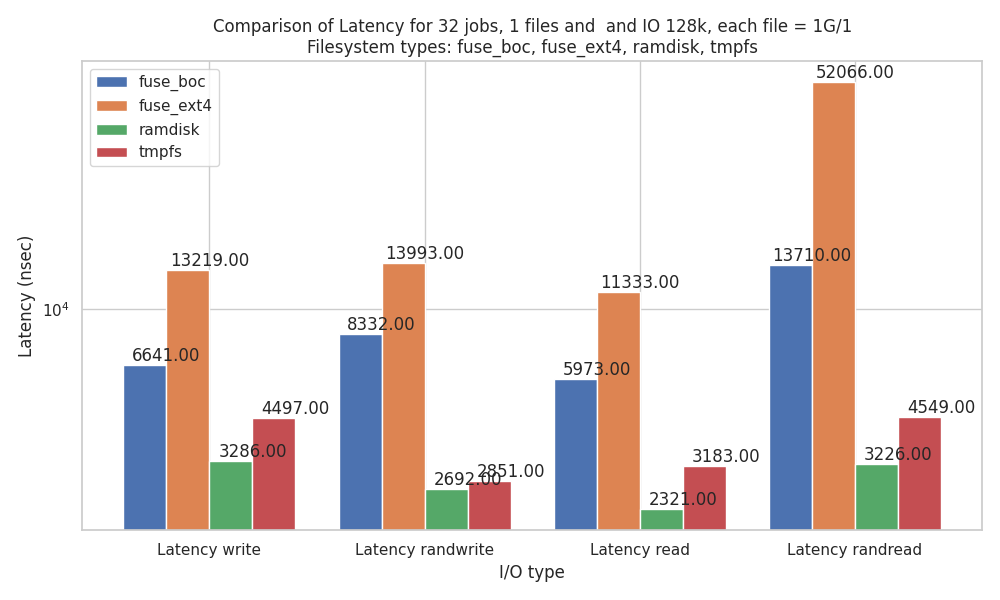 Comparison of Latency for 32 jobs, 1 files and  and IO 128k, each file = 1G/1
Filesystem types: fuse_boc, fuse_ext4, ramdisk, tmpfs
fuse_boc
fuse_ext4
ramdisk
tmpfs
Latency (nsec)
10⁴
6641.00
13219.00
3286.00
4497.00
8332.00
13993.00
2692.00
2851.00
5973.00
11333.00
2321.00
3183.00
13710.00
52066.00
3226.00
4549.00
Latency write
Latency randwrite
Latency read
Latency randread
I/O type